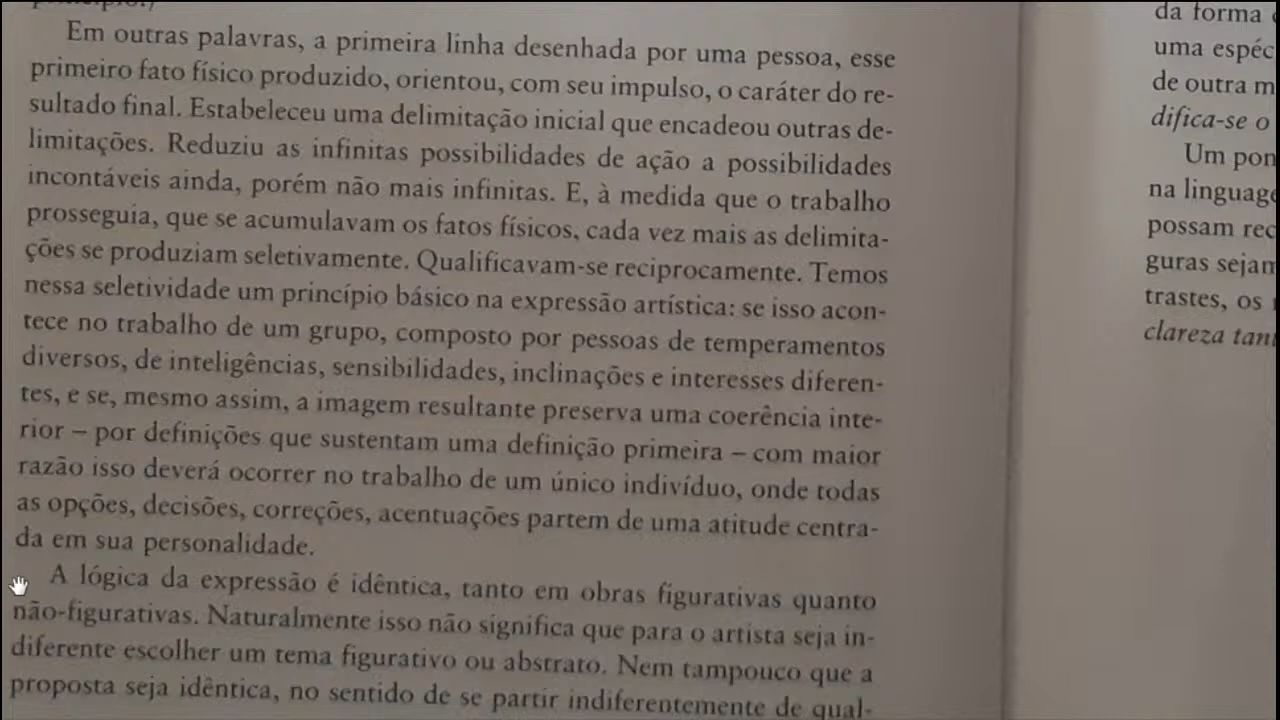 Em outras palavras, a primeira linha desenhada por uma pessoa, esse
primeiro fato físico produzido, orientou, com seu impulso, o caráter do re-
sultado final. Estabeleceu uma delimitação inicial que encadeou outras de-
limitações. Reduziu as infinitas possibilidades de ação a possibilidades
incontáveis ainda, porém não mais infinitas. E, à medida que o trabalho
prosseguia, que se acumulavam os fatos físicos, cada vez mais as delimita-
ções se produziam seletivamente. Qualificavam-se reciprocamente. Temos
nessa seletividade um princípio básico na expressão artística: se isso acon-
tece no trabalho de um grupo, composto por pessoas de temperamentos
diversos, de inteligências, sensibilidades, inclinações e interesses diferen-
tes, e se, mesmo assim, a imagem resultante preserva uma coerência inte-
rior – por definições que sustentam uma definição primeira – com maior
razão isso deverá ocorrer no trabalho de um único indivíduo, onde todas
as opções, decisões, correções, acentuações partem de uma atitude centra-
da em sua personalidade.
A lógica da expressão é idêntica, tanto em obras figurativas quanto
não-figurativas. Naturalmente isso não significa que para o artista seja in-
diferente escolher um tema figurativo ou abstrato. Nem tampouco que a
proposta seja idêntica, no sentido de se partir indiferentemente de qual-
da forma
uma espéc
de outra m
difica-se o
Um pon
na linguage
possam rec
guras sejam
trastes, os
clareza tan